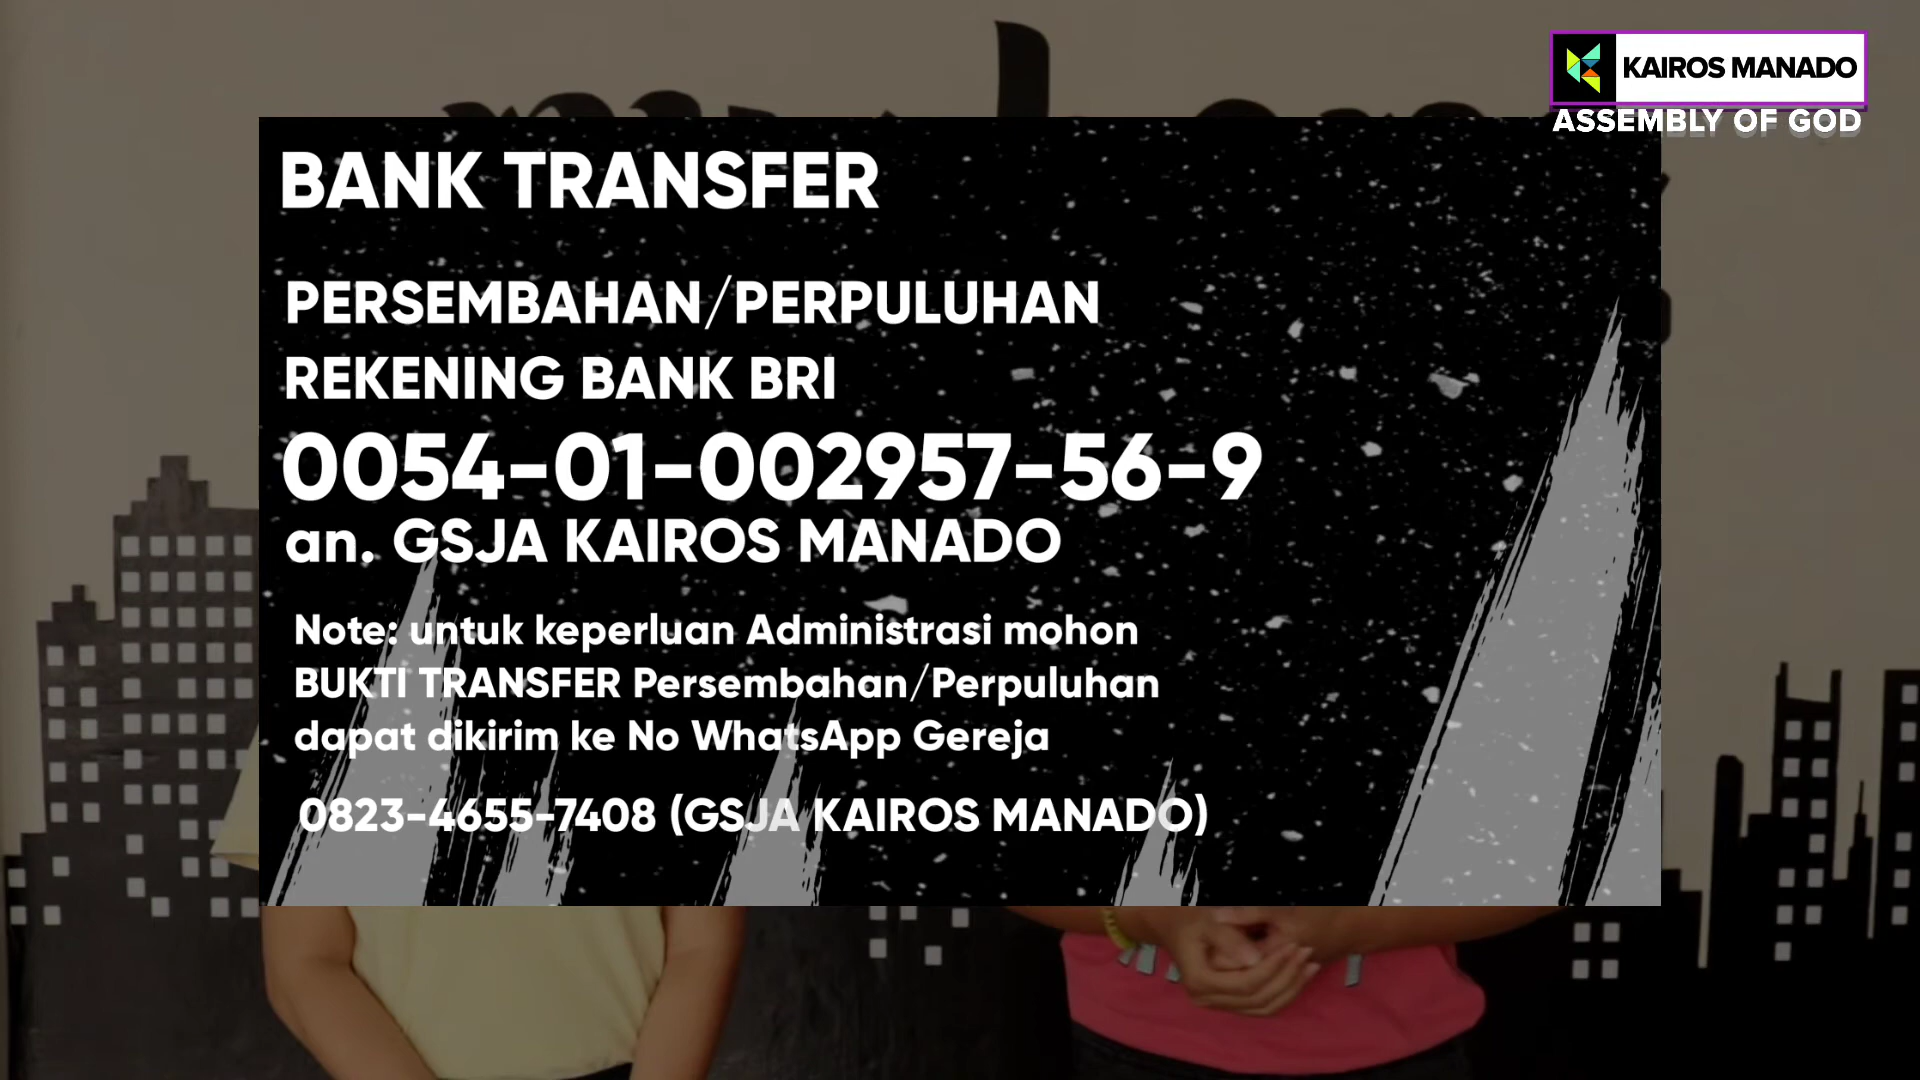 KAIROS MANADO
ASSEMBLY OF GOD
BANK TRANSFER
PERSEMBAHAN/PERPULUHAN
REKENING BANK BRI
0054-01-002957-56-9
an. GSJA KAIROS MANADO
Note: untuk keperluan Administrasi mohon
BUKTI TRANSFER Persembahan/Perpuluhan
dapat dikirim ke No WhatsApp Gereja
0823-4655-7408 (GSJA KAIROS MANADO)